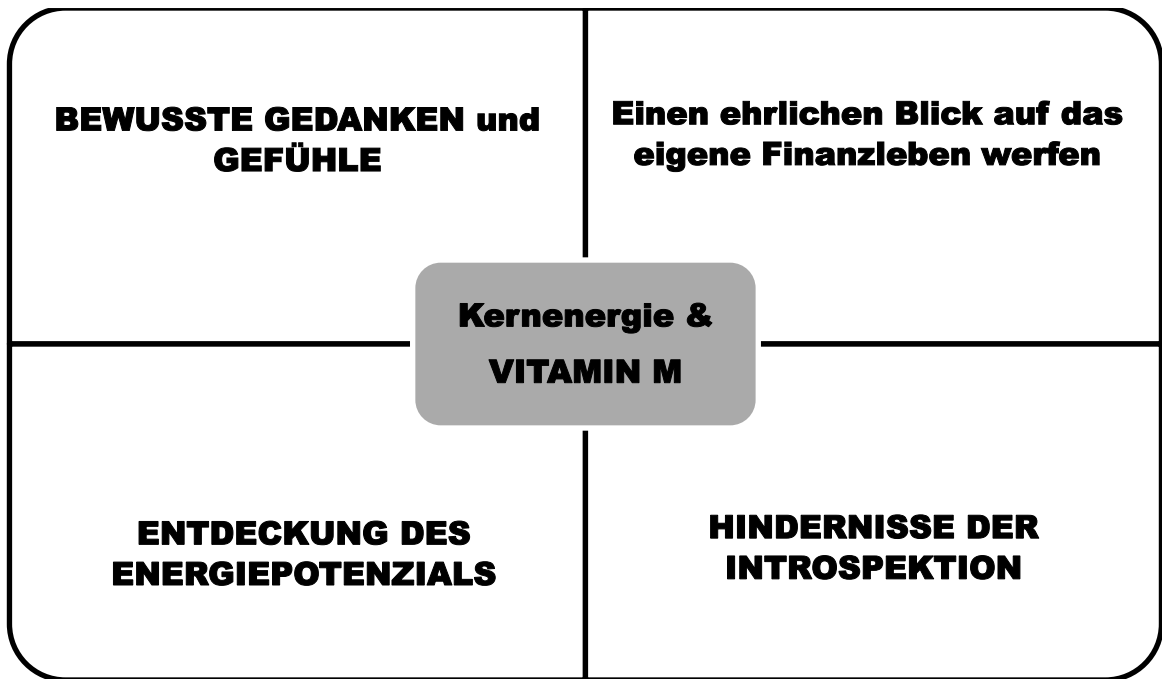 BEWUSSTE GEDANKEN und
GEFÜHLE
Einen ehrlichen Blick auf das
eigene Finanzleben werfen
Kernenergie &
VITAMIN M
ENTDECKUNG DES
ENERGIEPOTENZIALS
HINDERNISSE DER
INTROSPEKTION